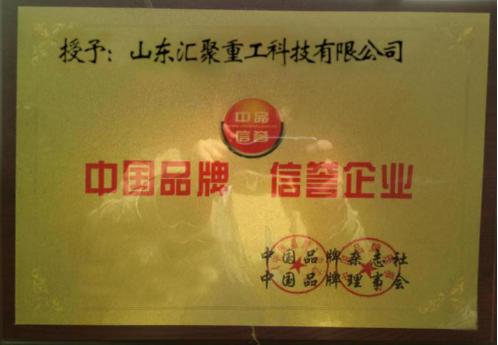 授予：山东汇聚重工科技有限公司
中品
信誉
中国品牌 信誉企业
中国品牌杂志社
中国品牌理事会